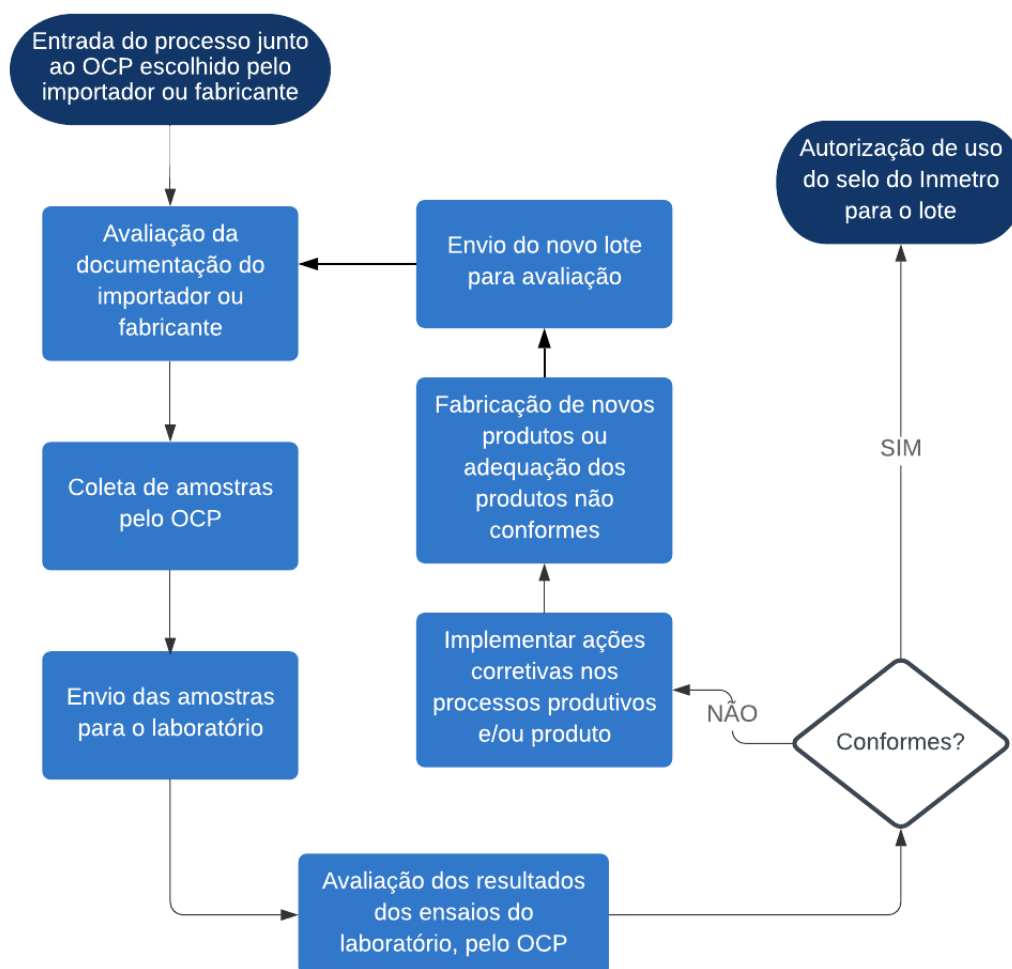 Entrada do processo junto
ao OCP escolhido pelo
importador ou fabricante
Avaliação da
documentação do
importador ou
fabricante
Coleta de amostras
pelo OCP
Envio das amostras
para o laboratório
Avaliação dos resultados
dos ensaios do
laboratório, pelo OCP
Conformes?
NÃO
Implementar ações
corretivas nos
processos produtivos
e/ou produto
Fabricação de novos
produtos ou
adequação dos
produtos não
conformes
Envio do novo lote
para avaliação
SIM
Autorização de uso
do selo do Inmetro
para o lote